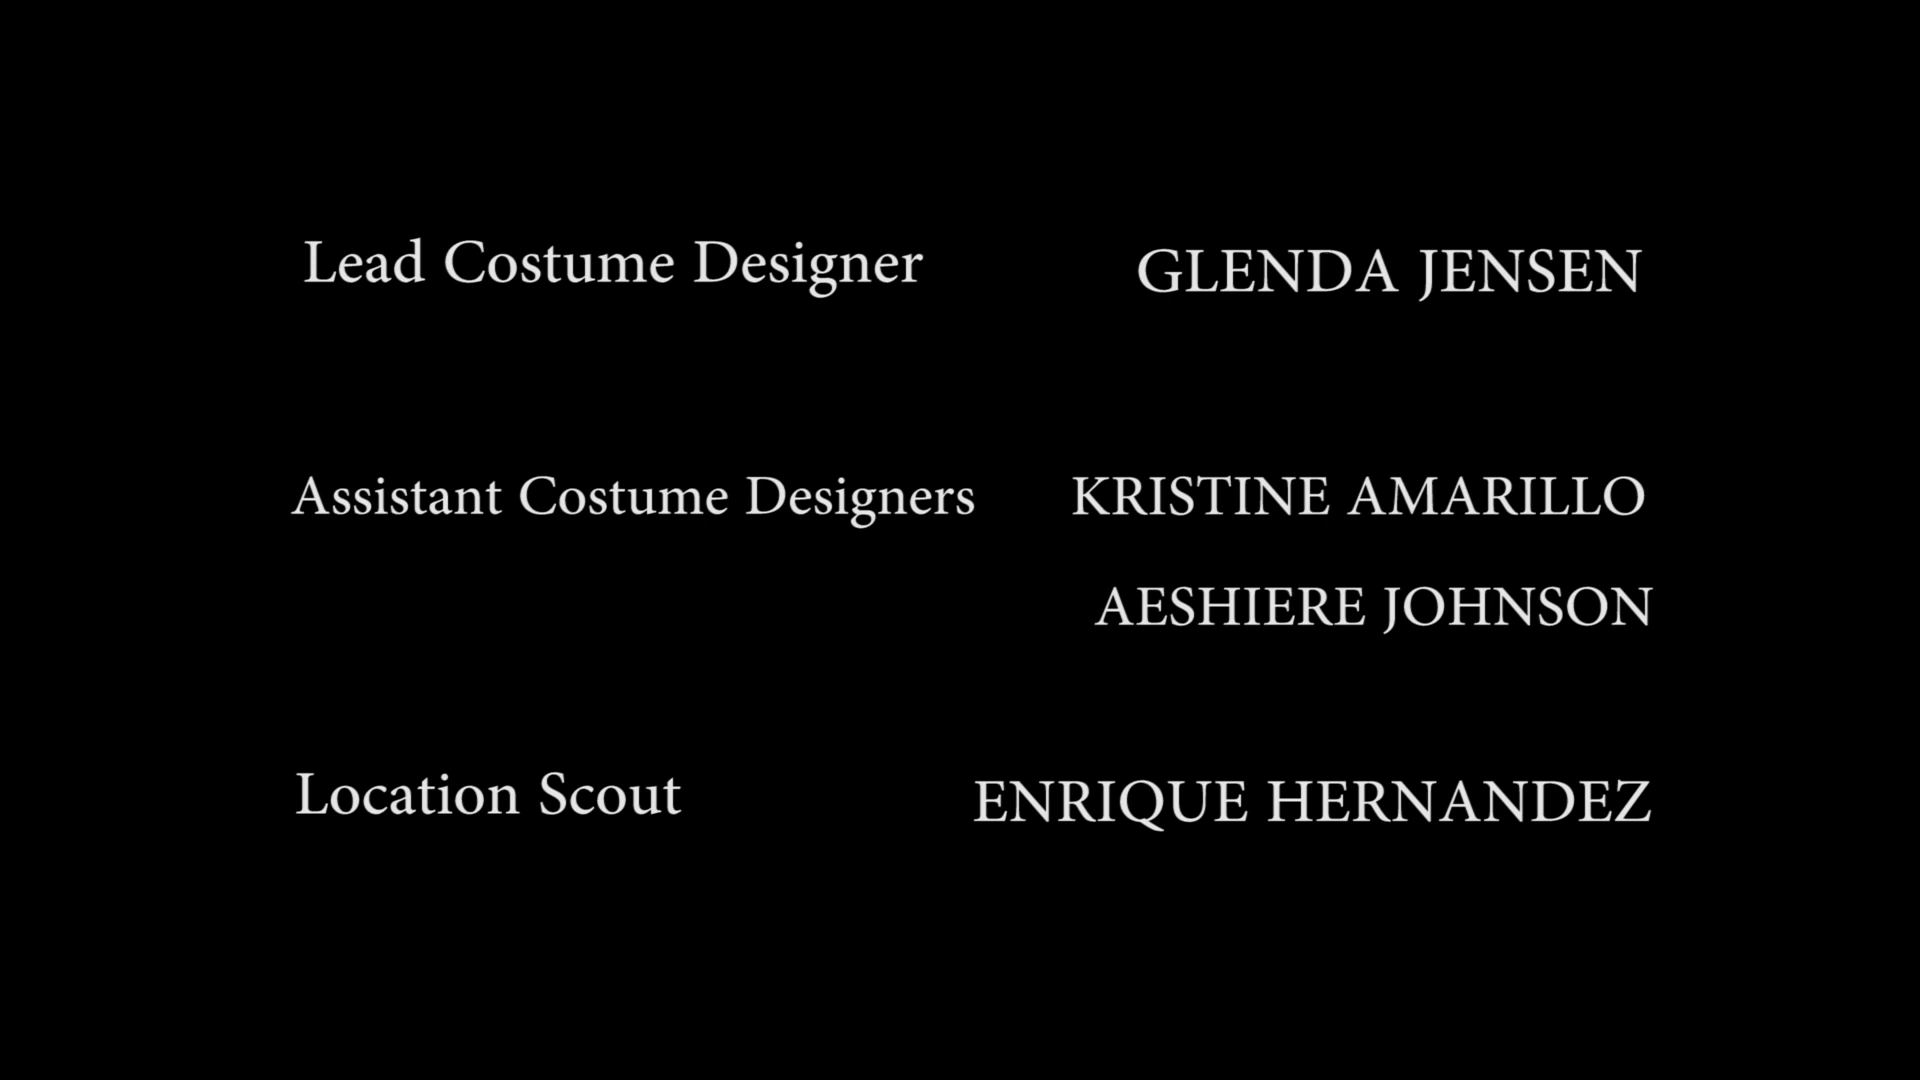 Lead Costume Designer GLENDA JENSEN
Assistant Costume Designers KRISTINE AMARILLO
AESHIERE JOHNSON
Location Scout ENRIQUE HERNANDEZ